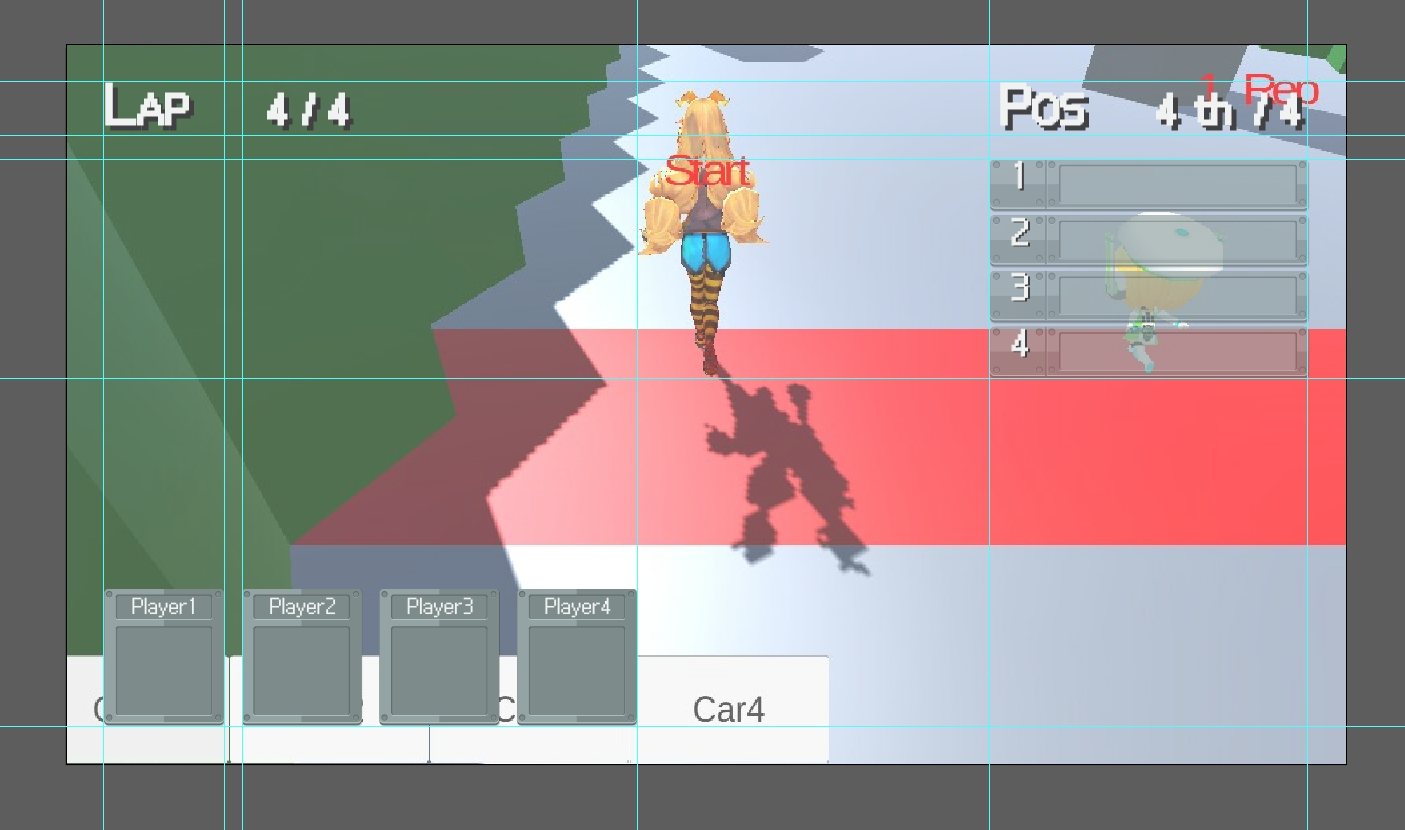 LAP 4 / 4
Pos 4 th / 4
1 Rep
Start
1
2
3
4
Player1 Player2 Player3 Player4
C C Car4